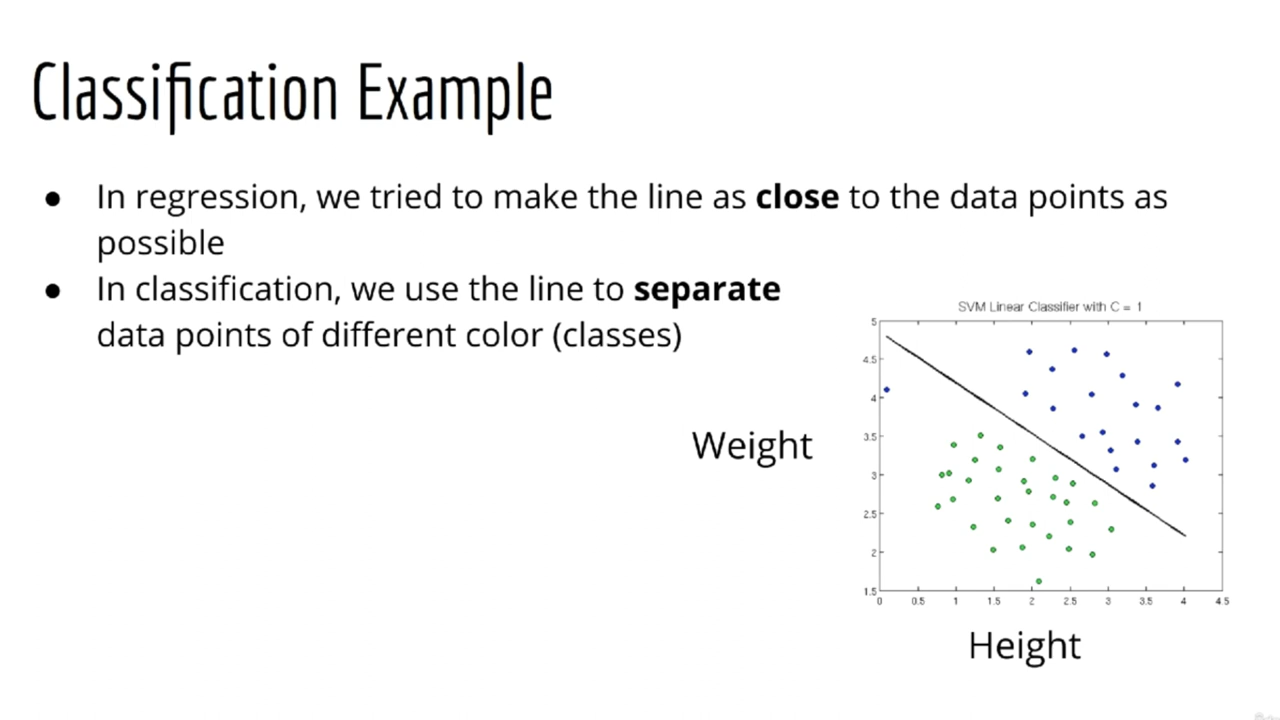 Classification Example
● In regression, we tried to make the line as close to the data points as
possible
● In classification, we use the line to separate
data points of different color (classes)
SVM Linear Classifier with C = 1
5
4.5
4
3.5
3
2.5
2
1.5
0 0.5 1 1.5 2 2.5 3 3.5 4 4.5
Weight
Height